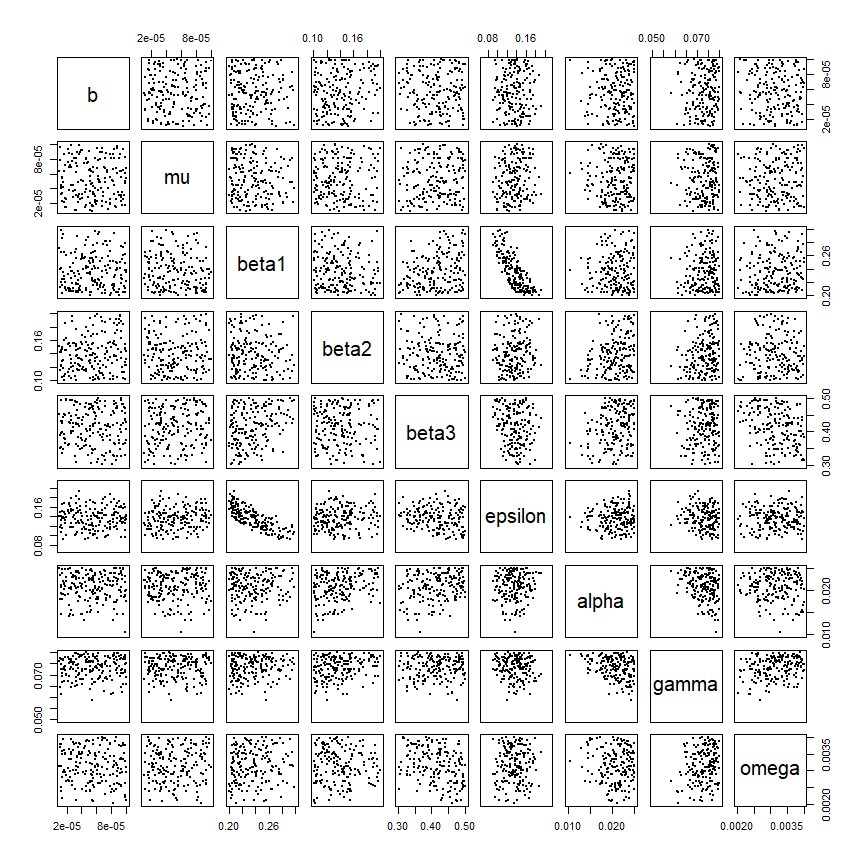 2e-05 8e-05 0.10 0.16 0.08 0.16 0.050 0.070
b 2e-05 8e-05
2e-05 8e-05 mu
beta1 0.20 0.26
0.10 0.16 beta2
beta3 0.30 0.40 0.50
0.08 0.16 epsilon
alpha 0.010 0.020
0.050 0.070 gamma
omega 0.0020 0.0035
2e-05 8e-05 0.20 0.26 0.30 0.40 0.50 0.010 0.020 0.0020 0.0035